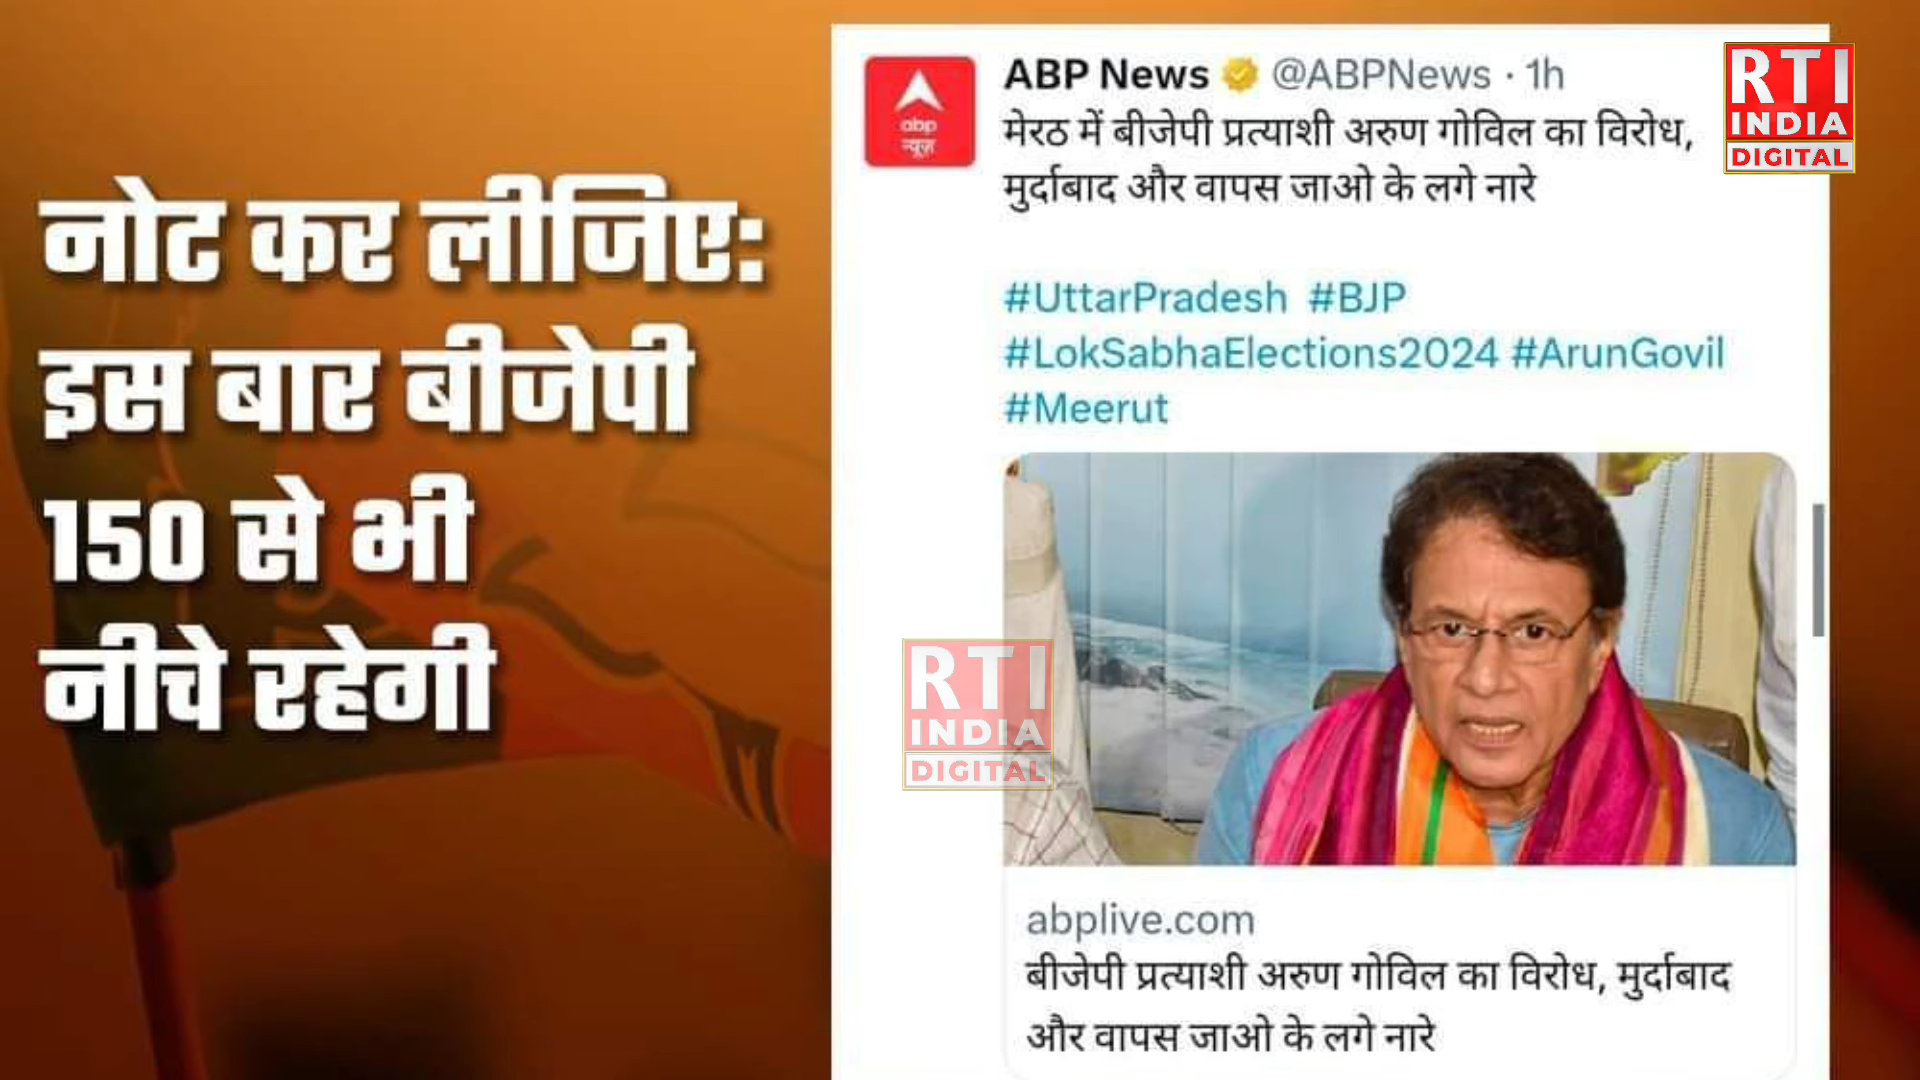 नोट कर लीजिए:
इस बार बीजेपी
150 से भी
नीचे रहेगी
ABP News @ABPNews · 1h
abp
न्यूज़
मेरठ में बीजेपी प्रत्याशी अरुण गोविल का विरोध,
मुर्दाबाद और वापस जाओ के लगे नारे
#UttarPradesh #BJP
#LokSabhaElections2024 #ArunGovil
#Meerut
abplive.com
बीजेपी प्रत्याशी अरुण गोविल का विरोध, मुर्दाबाद
और वापस जाओ के लगे नारे
RTI
INDIA
DIGITAL
RTI
INDIA
DIGITAL